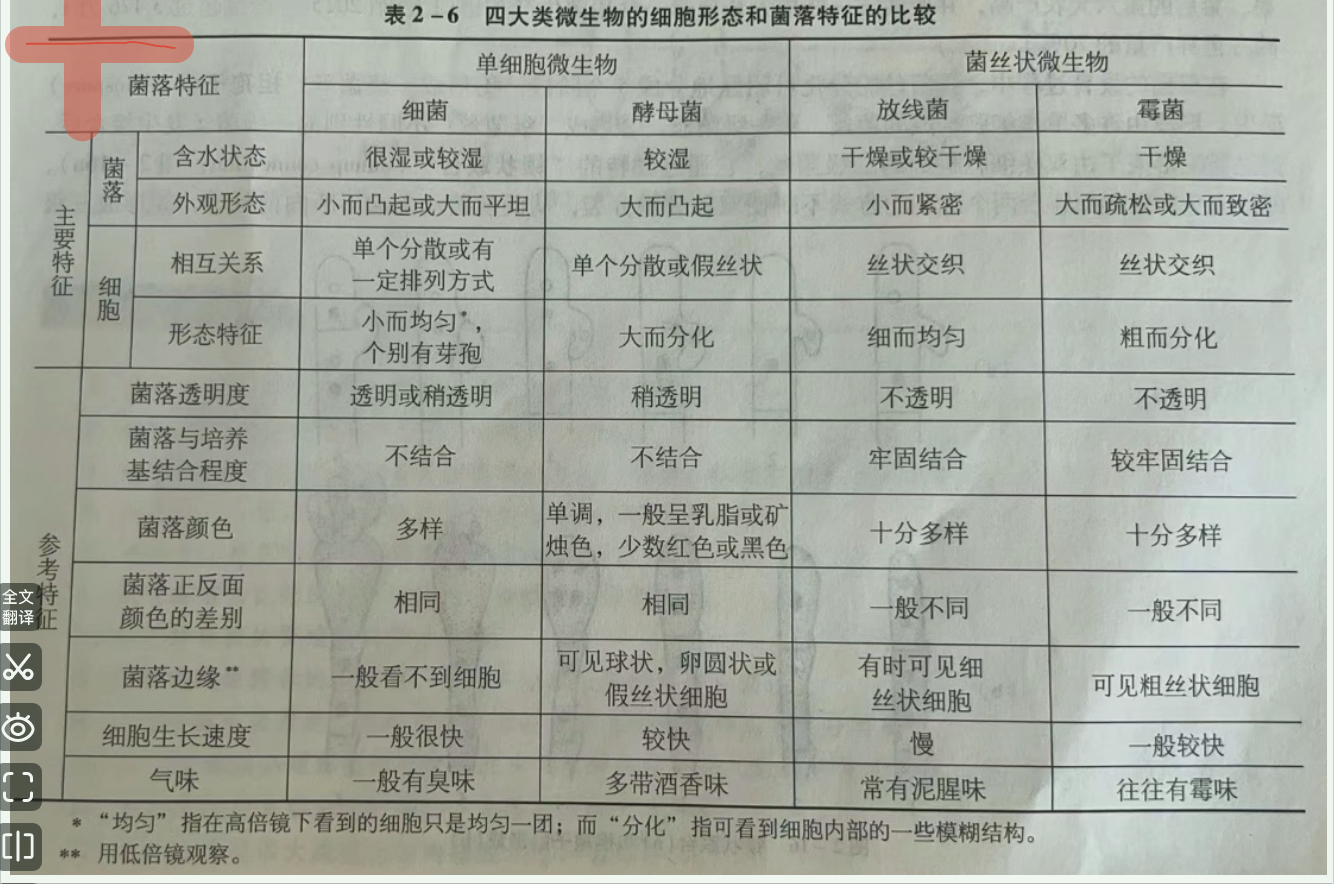 表 2-6 四大类微生物的细胞形态和菌落特征的比较
菌落特征 单细胞微生物 菌丝状微生物
细菌 酵母菌 放线菌 霉菌
主要特征
菌落
含水状态 很湿或较湿 较湿 干燥或较干燥 干燥
外观形态 小而凸起或大而平坦 大而凸起 小而紧密 大而疏松或大而致密
细胞
相互关系 单个分散或有一定排列方式 单个分散或假丝状 丝状交织 丝状交织
形态特征 小而均匀*，个别有芽孢 大而分化 细而均匀 粗而分化
参考特征
菌落透明度 透明或稍透明 稍透明 不透明 不透明
菌落与培养基结合程度 不结合 不结合 牢固结合 较牢固结合
菌落颜色 多样 单调，一般呈乳脂或矿烛色，少数红色或黑色 十分多样 十分多样
菌落正反面颜色的差别 相同 相同 一般不同 一般不同
菌落边缘** 一般看不到细胞 可见球状，卵圆状或假丝状细胞 有时可见细丝状细胞 可见粗丝状细胞
细胞生长速度 一般很快 较快 慢 一般较快
气味 一般有臭味 多带酒香味 常有泥腥味 往往有霉味
* “均匀”指在高倍镜下看到的细胞只是均匀一团；而“分化”指可看到细胞内部的一些模糊结构。
** 用低倍镜观察。
全文
翻译